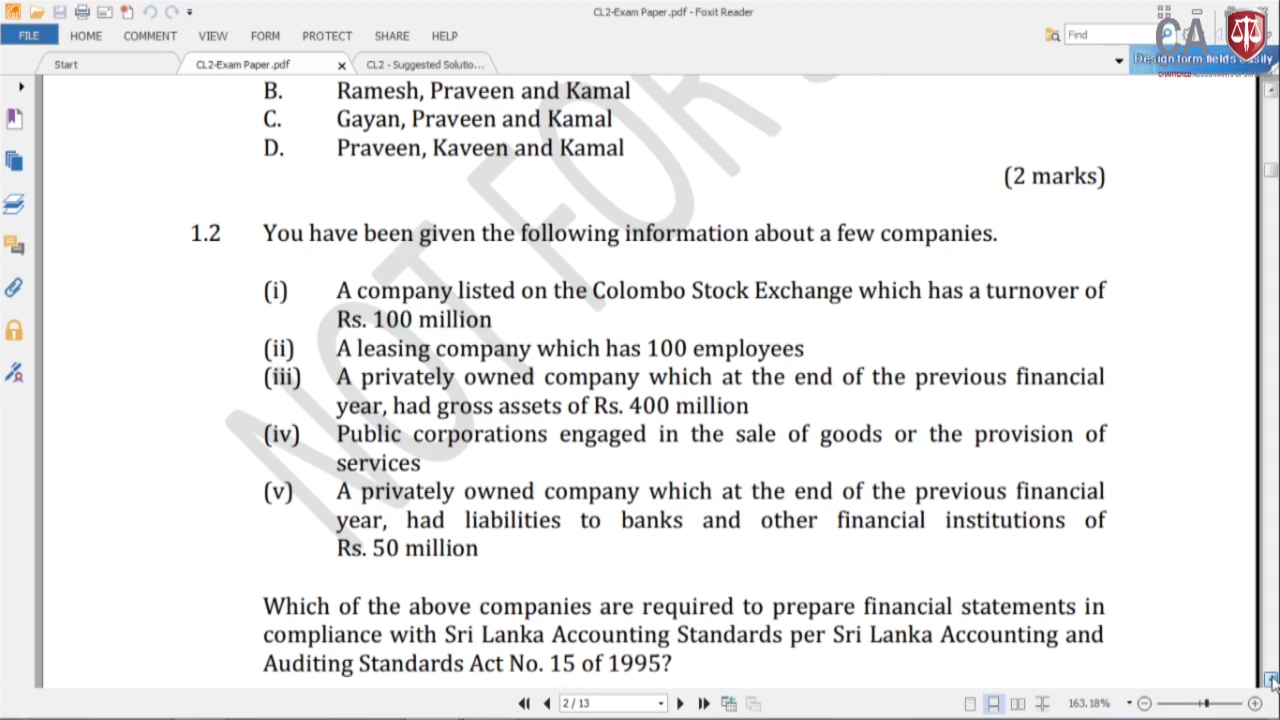 CL2-Exam Paper.pdf - Foxit Reader
FILE HOME COMMENT VIEW FORM PROTECT SHARE HELP
Find
CA
Design form fields easily
Start CL2-Exam Paper.pdf CL2 - Suggested Solutio...
B. Ramesh, Praveen and Kamal
C. Gayan, Praveen and Kamal
D. Praveen, Kaveen and Kamal
(2 marks)
1.2 You have been given the following information about a few companies.
(i) A company listed on the Colombo Stock Exchange which has a turnover of
Rs. 100 million
(ii) A leasing company which has 100 employees
(iii) A privately owned company which at the end of the previous financial
year, had gross assets of Rs. 400 million
(iv) Public corporations engaged in the sale of goods or the provision of
services
(v) A privately owned company which at the end of the previous financial
year, had liabilities to banks and other financial institutions of
Rs. 50 million
Which of the above companies are required to prepare financial statements in
compliance with Sri Lanka Accounting Standards per Sri Lanka Accounting and
Auditing Standards Act No. 15 of 1995?
NOT FOR
2 / 13
163.18%